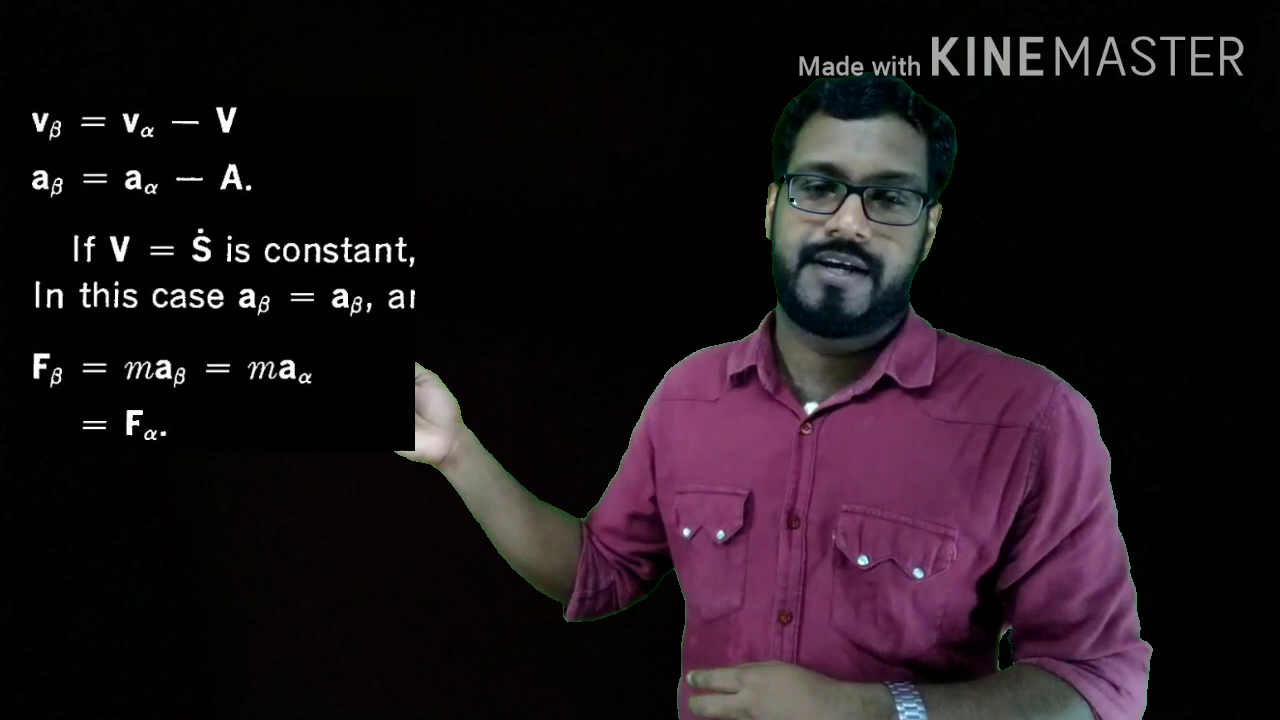 Made with KINEMASTER
v_β = v_α − V
a_β = a_α − A.
If V = Ṡ is constant,
In this case a_β = a_β,
F_β = ma_β = ma_α
= F_α.